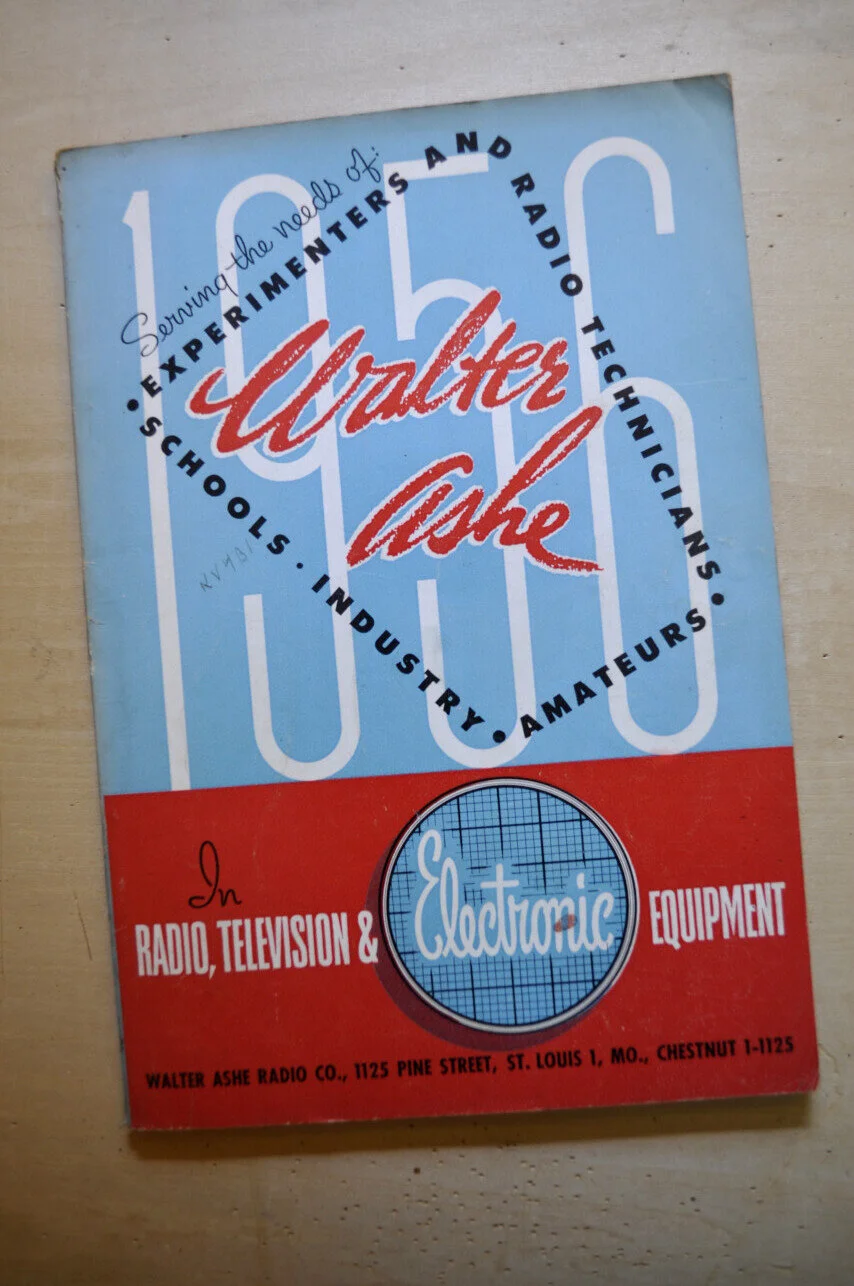 1956
Serving the needs of:
• EXPERIMENTERS AND
RADIO TECHNICIANS •
SCHOOLS • INDUSTRY •
AMATEURS
Walter
Ashe
In
RADIO, TELEVISION & Electronic EQUIPMENT
WALTER ASHE RADIO CO., 1125 PINE STREET, ST. LOUIS 1, MO., CHESTNUT 1-1125